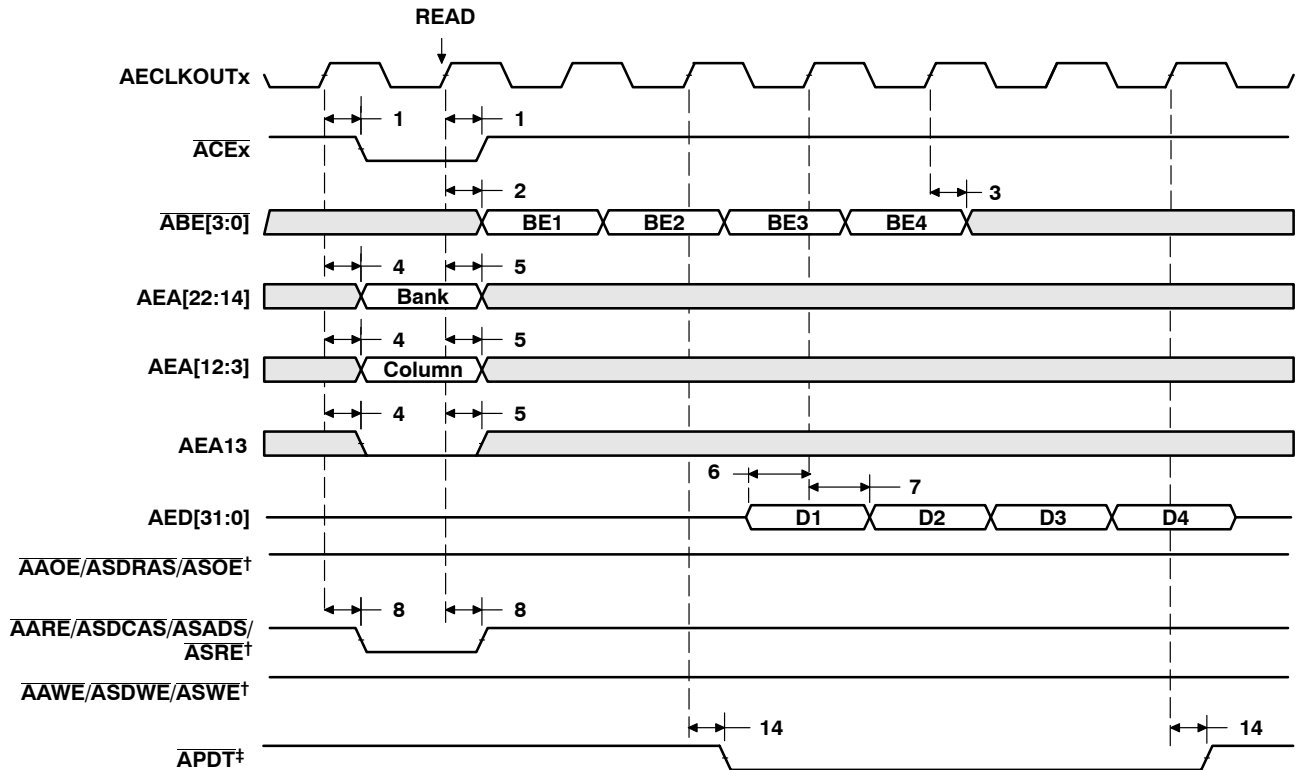 READ
AECLKOUTx
1 1
ACEx
2 3
ABE[3:0] BE1 BE2 BE3 BE4
4 5
AEA[22:14] Bank
4 5
AEA[12:3] Column
4 5
AEA13
6 7
AED[31:0] D1 D2 D3 D4
AAOE/ASDRAS/ASOE†
8 8
AARE/ASDCAS/ASADS/
ASRE†
AAWE/ASDWE/ASWE†
14 14
APDT‡